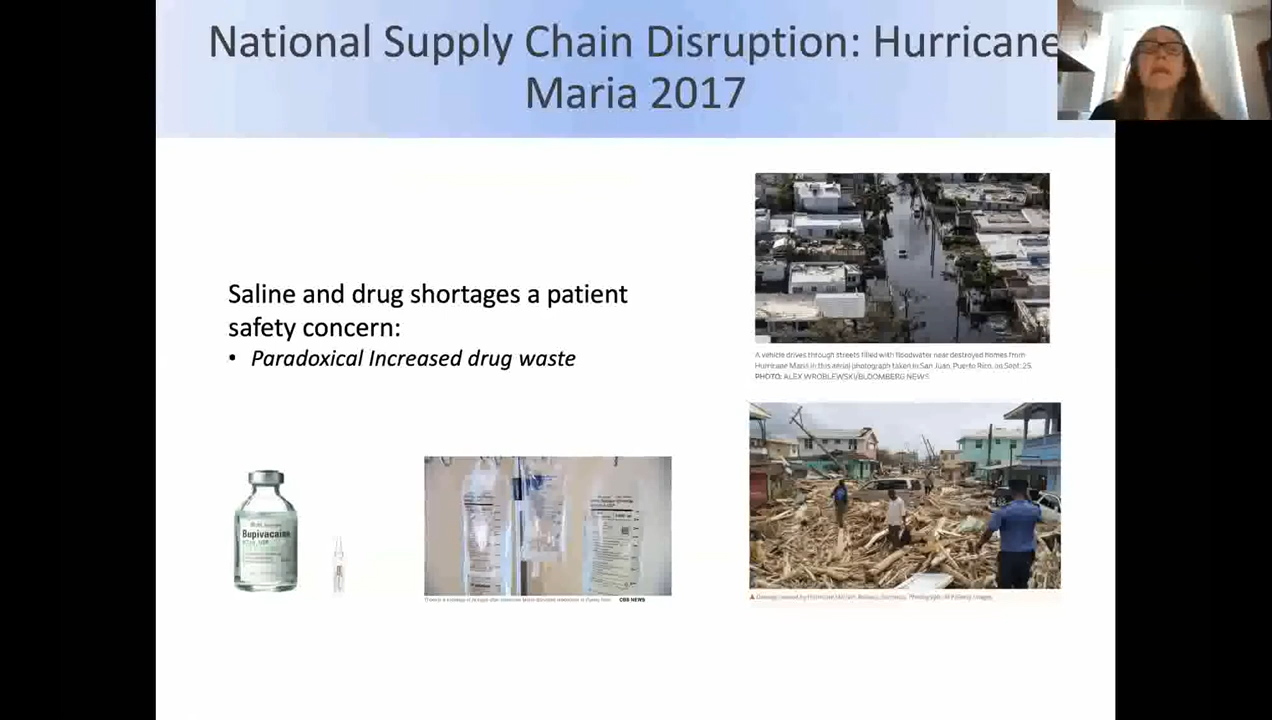 National Supply Chain Disruption: Hurricane
Maria 2017
Saline and drug shortages a patient
safety concern:
• Paradoxical Increased drug waste
A vehicle drives through streets filled with floodwater near destroyed homes from
Hurricane Maria in this aerial photograph taken in San Juan, Puerto Rico, on Sept. 25.
PHOTO: ALEX WROBLEWSKI/BLOOMBERG NEWS
Bupivacaine
CBS NEWS